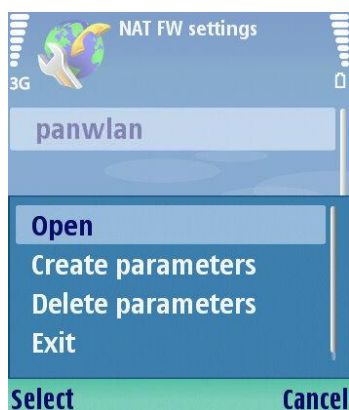 NAT FW settings
3G
panwlan
Open
Create parameters
Delete parameters
Exit
Select Cancel